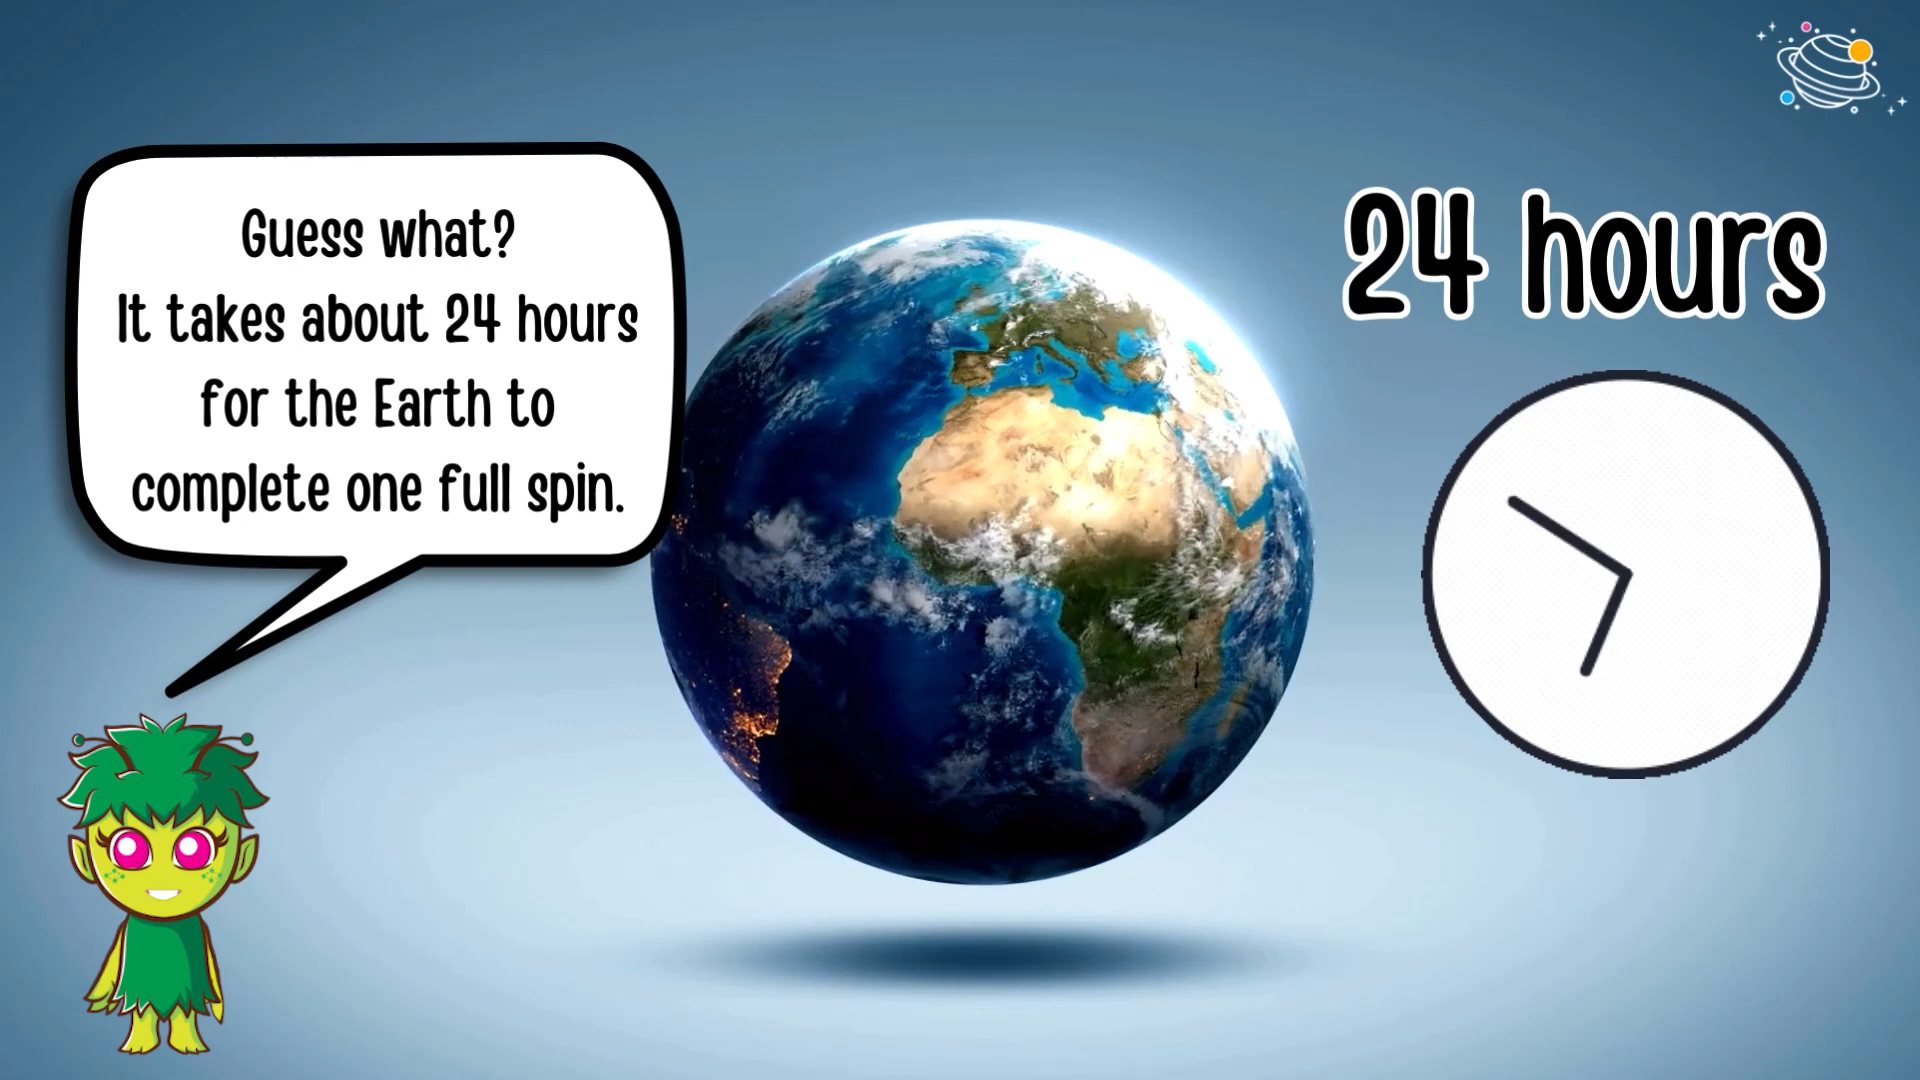 Guess what?
It takes about 24 hours
for the Earth to
complete one full spin.
24 hours